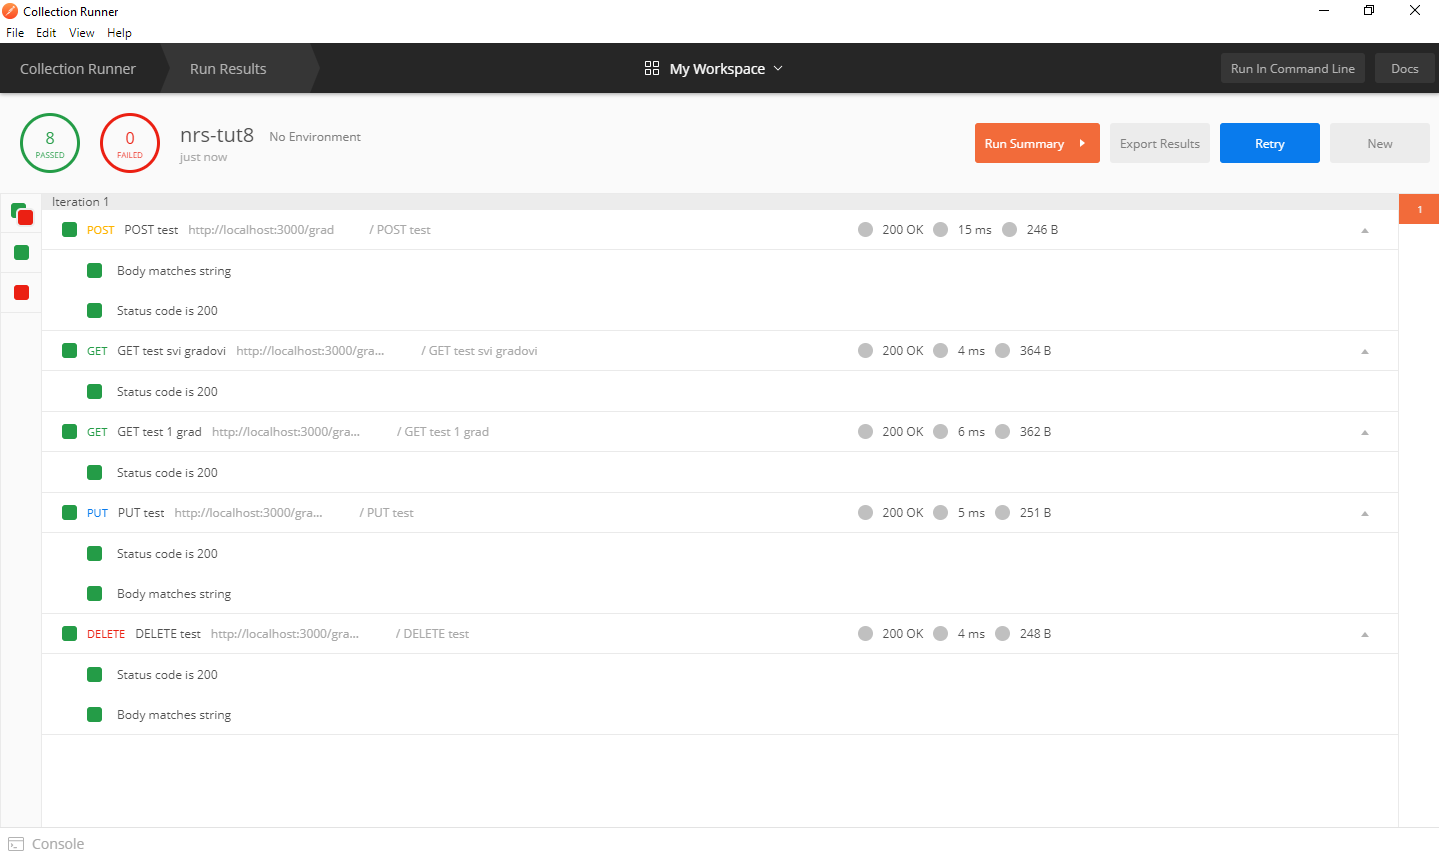 Collection Runner
File Edit View Help
Collection Runner Run Results My Workspace Run In Command Line Docs
8 PASSED 0 FAILED nrs-tut8 No Environment
just now
Run Summary Export Results Retry New
Iteration 1
1
POST POST test http://localhost:3000/grad / POST test 200 OK 15 ms 246 B
Body matches string
Status code is 200
GET GET test svi gradovi http://localhost:3000/gra... / GET test svi gradovi 200 OK 4 ms 364 B
Status code is 200
GET GET test 1 grad http://localhost:3000/gra... / GET test 1 grad 200 OK 6 ms 362 B
Status code is 200
PUT PUT test http://localhost:3000/gra... / PUT test 200 OK 5 ms 251 B
Status code is 200
Body matches string
DELETE DELETE test http://localhost:3000/gra... / DELETE test 200 OK 4 ms 248 B
Status code is 200
Body matches string
Console